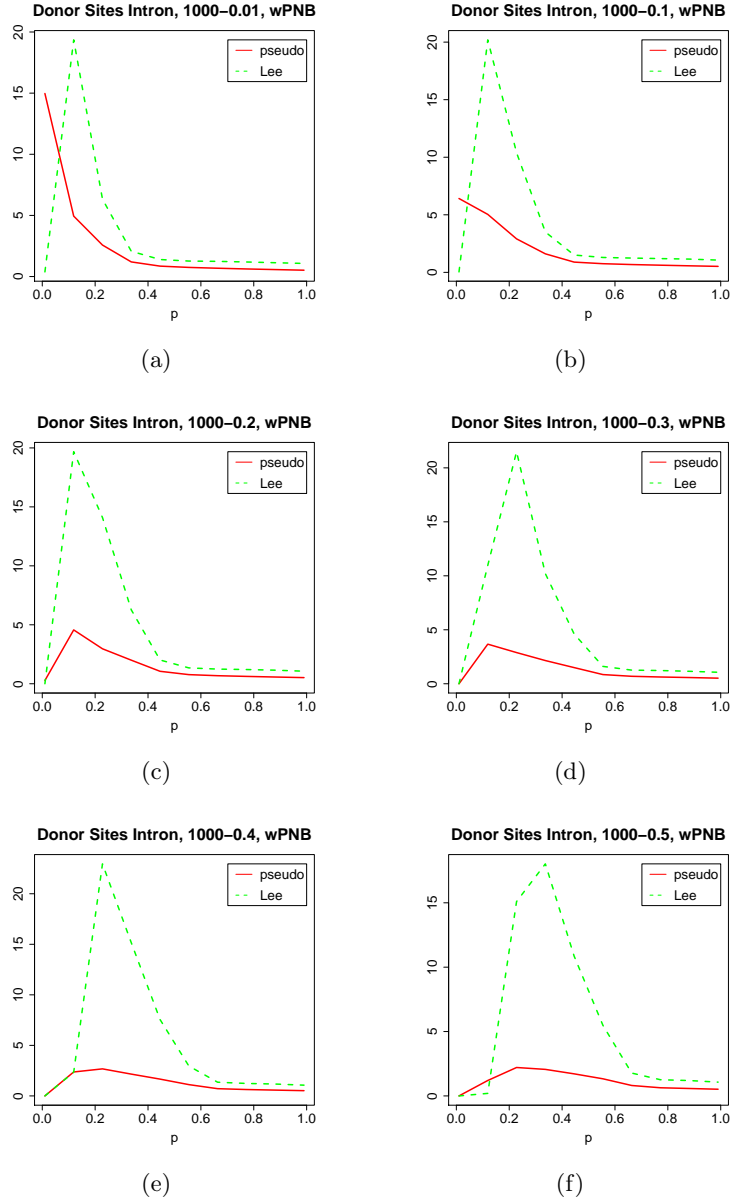 Donor Sites Intron, 1000−0.01, wPNB
pseudo
Lee
20
15
10
5
0
0.0 0.2 0.4 0.6 0.8 1.0
p
(a)
Donor Sites Intron, 1000−0.1, wPNB
pseudo
Lee
20
15
10
5
0
0.0 0.2 0.4 0.6 0.8 1.0
p
(b)
Donor Sites Intron, 1000−0.2, wPNB
pseudo
Lee
20
15
10
5
0
0.0 0.2 0.4 0.6 0.8 1.0
p
(c)
Donor Sites Intron, 1000−0.3, wPNB
pseudo
Lee
20
15
10
5
0
0.0 0.2 0.4 0.6 0.8 1.0
p
(d)
Donor Sites Intron, 1000−0.4, wPNB
pseudo
Lee
20
15
10
5
0
0.0 0.2 0.4 0.6 0.8 1.0
p
(e)
Donor Sites Intron, 1000−0.5, wPNB
pseudo
Lee
15
10
5
0
0.0 0.2 0.4 0.6 0.8 1.0
p
(f)